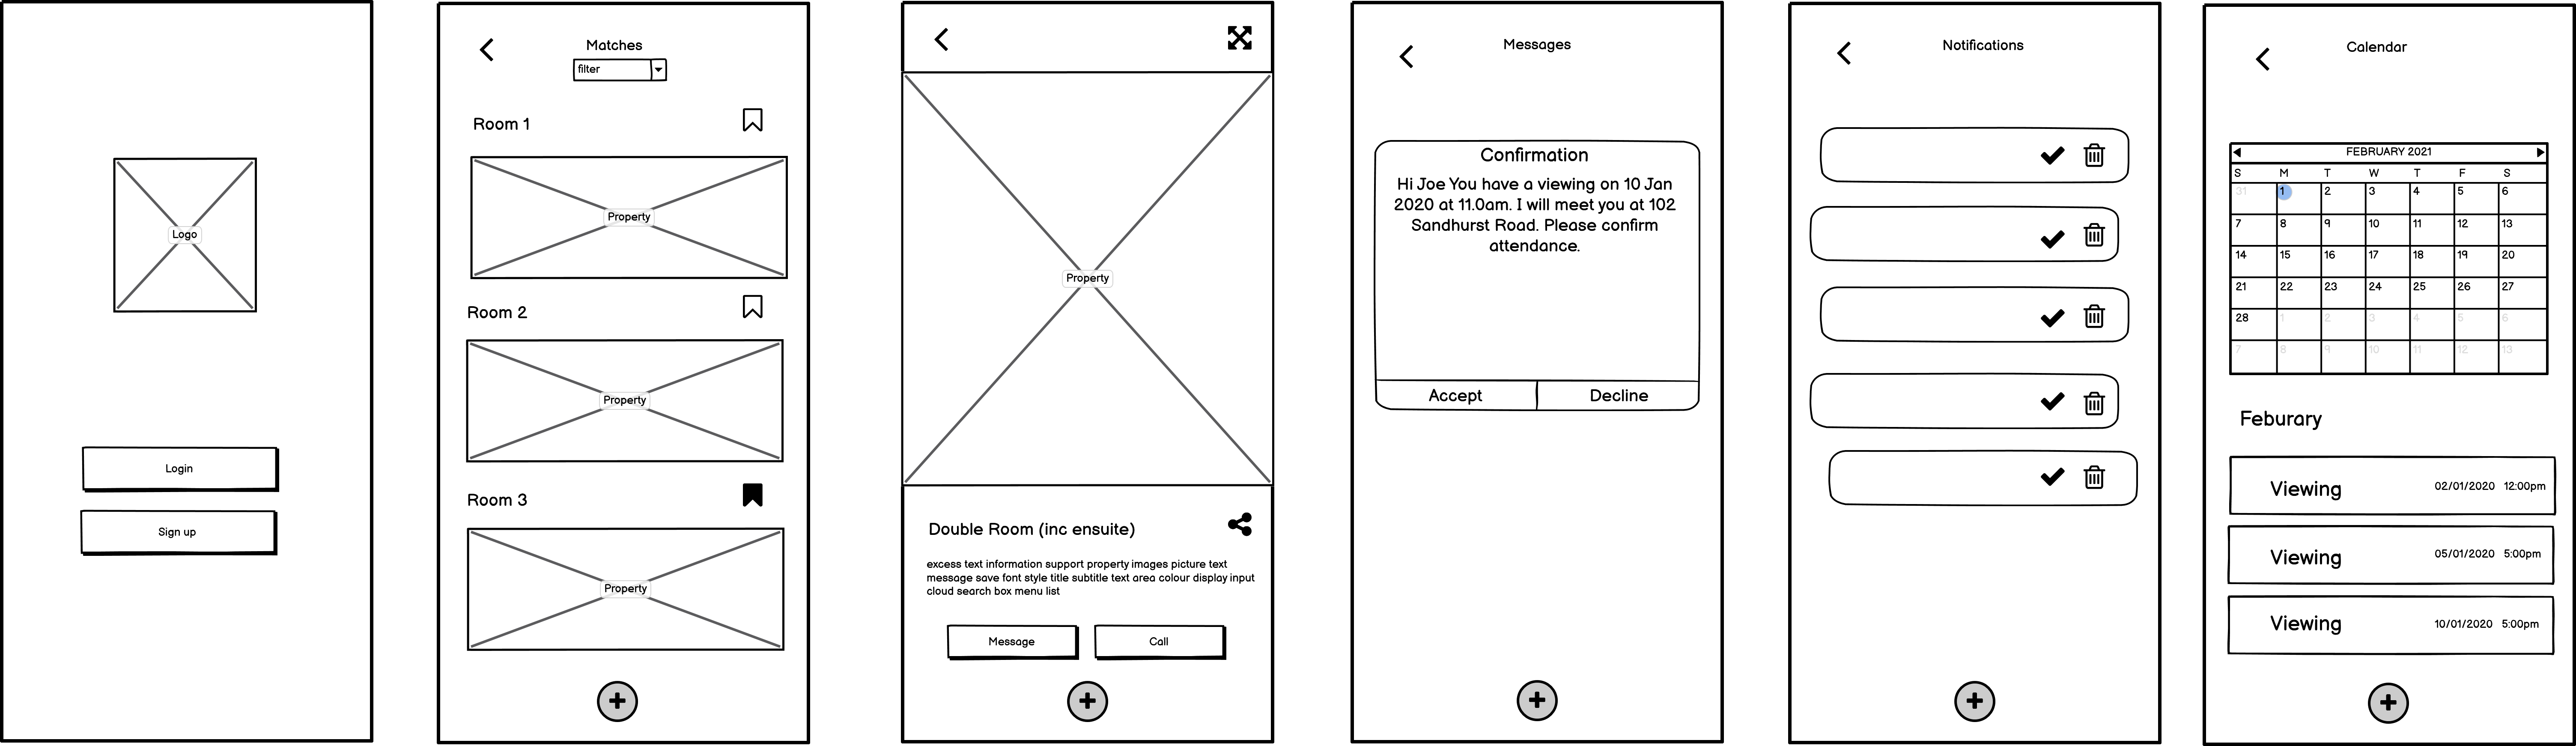 Logo
Login
Sign up
Matches
filter
Room 1
Property
Room 2
Property
Room 3
Property
Property
Double Room (inc ensuite)
excess text information support property images picture text
message save font style title subtitle text area colour display input
cloud search box menu list
Message
Call
Messages
Confirmation
Hi Joe You have a viewing on 10 Jan
2020 at 11.0am. I will meet you at 102
Sandhurst Road. Please confirm
attendance.
Accept
Decline
Notifications
Calendar
FEBRUARY 2021
S M T W T F S
31 1 2 3 4 5 6
7 8 9 10 11 12 13
14 15 16 17 18 19 20
21 22 23 24 25 26 27
28 1 2 3 4 5 6
7 8 9 10 11 12 13
Feburary
Viewing 02/01/2020 12:00pm
Viewing 05/01/2020 5:00pm
Viewing 10/01/2020 5:00pm